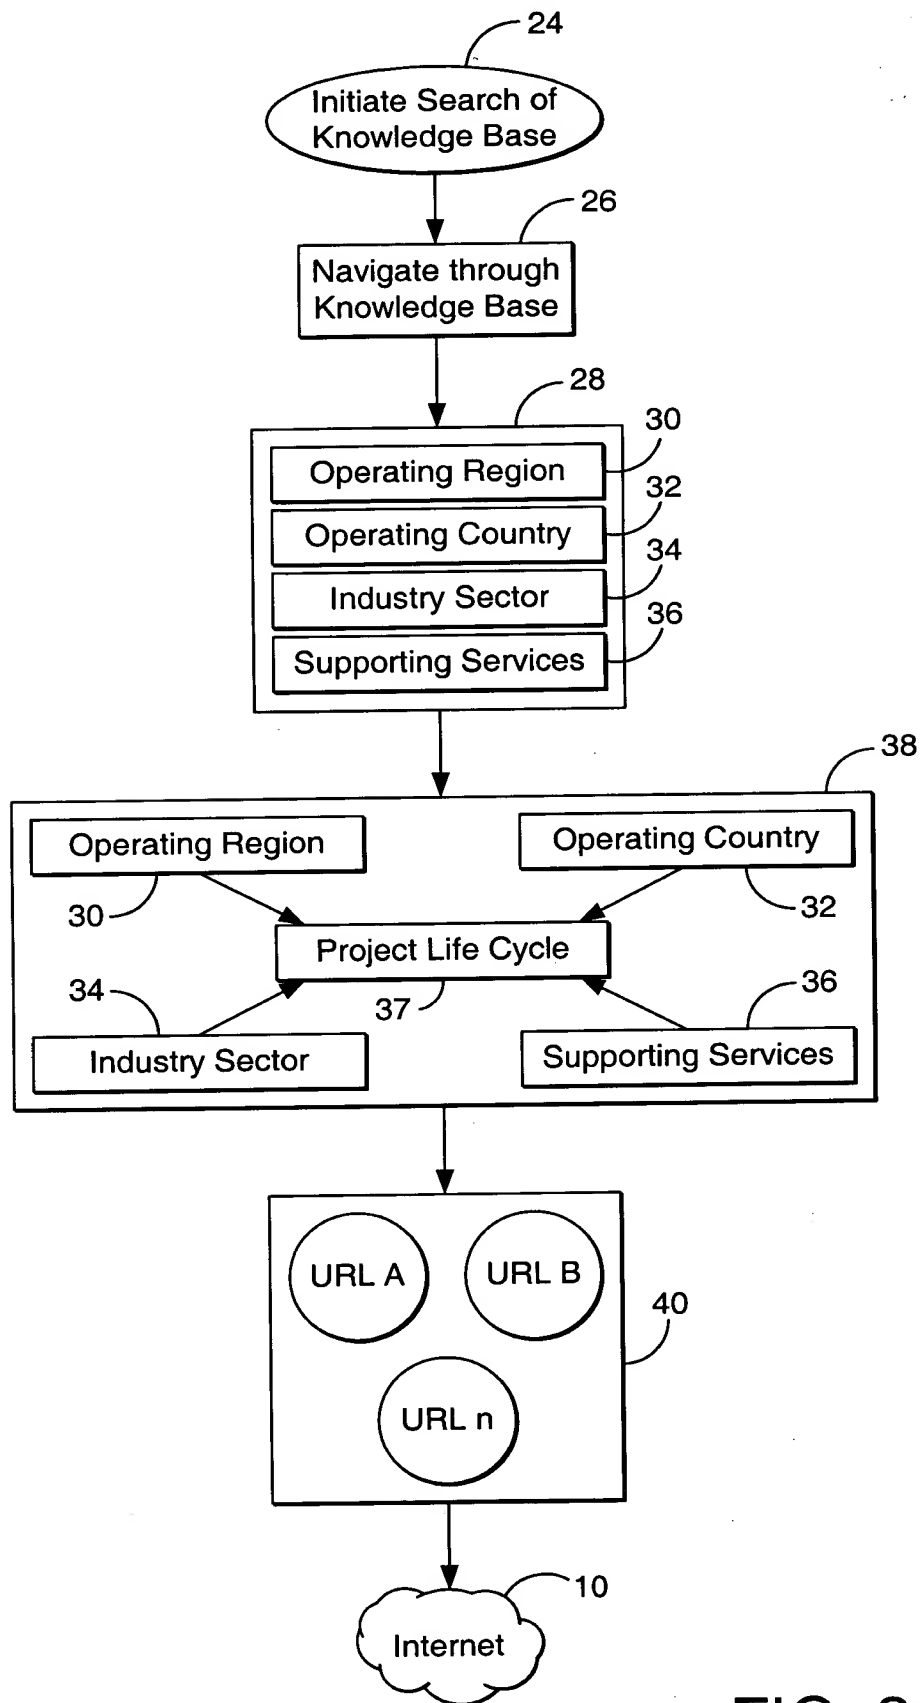 24
Initiate Search of
Knowledge Base
26
Navigate through
Knowledge Base
28
30
Operating Region
32
Operating Country
34
Industry Sector
36
Supporting Services
38
Operating Region
Operating Country
30
32
Project Life Cycle
34
37
36
Industry Sector
Supporting Services
URL A
URL B
40
URL n
10
Internet